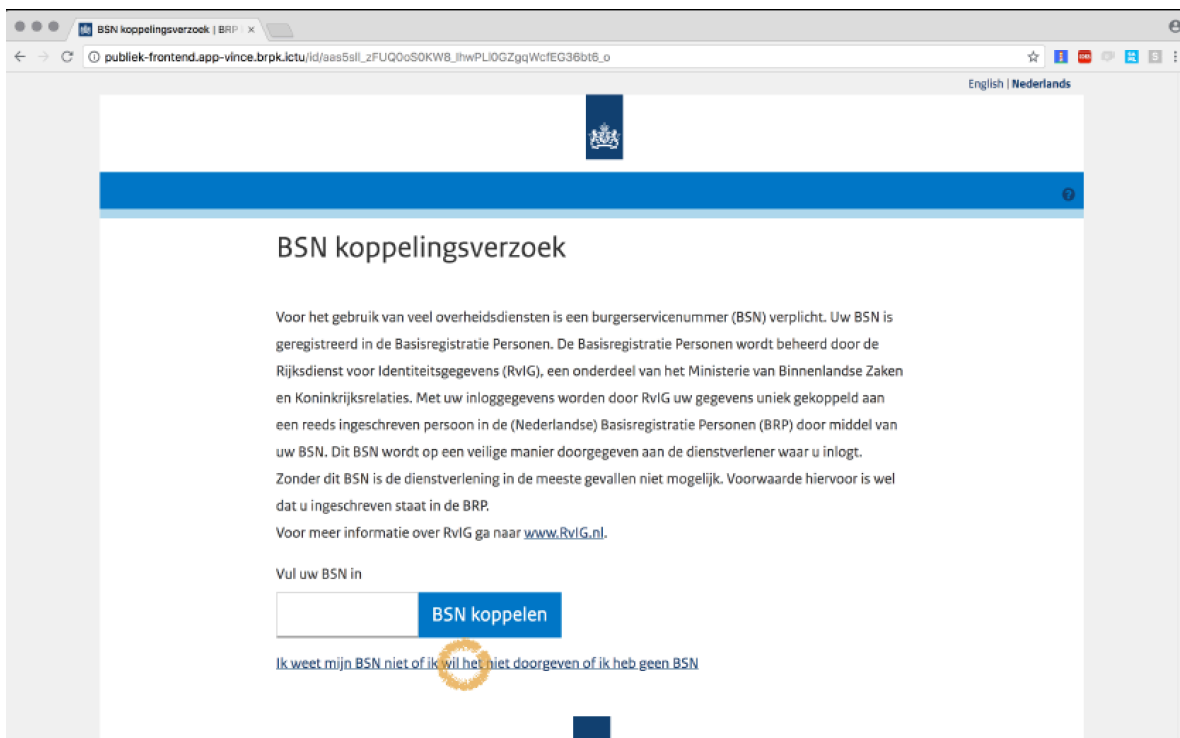 BSN koppelingsverzoek | BRP
publiek-frontend.app-vince.brpk.ictu/id/aas5sll_zFUQ0oS0KW8_IhwPLl0GZgqWcfEG36bt6_o
English | Nederlands
BSN koppelingsverzoek
Voor het gebruik van veel overheidsdiensten is een burgerservicenummer (BSN) verplicht. Uw BSN is
geregistreerd in de Basisregistratie Personen. De Basisregistratie Personen wordt beheerd door de
Rijksdienst voor Identiteitsgegevens (RvIG), een onderdeel van het Ministerie van Binnenlandse Zaken
en Koninkrijksrelaties. Met uw inloggegevens worden door RvIG uw gegevens uniek gekoppeld aan
een reeds ingeschreven persoon in de (Nederlandse) Basisregistratie Personen (BRP) door middel van
uw BSN. Dit BSN wordt op een veilige manier doorgegeven aan de dienstverlener waar u inlogt.
Zonder dit BSN is de dienstverlening in de meeste gevallen niet mogelijk. Voorwaarde hiervoor is wel
dat u ingeschreven staat in de BRP.
Voor meer informatie over RvIG ga naar www.RvIG.nl.
Vul uw BSN in
BSN koppelen
Ik weet mijn BSN niet of ik wil het niet doorgeven of ik heb geen BSN